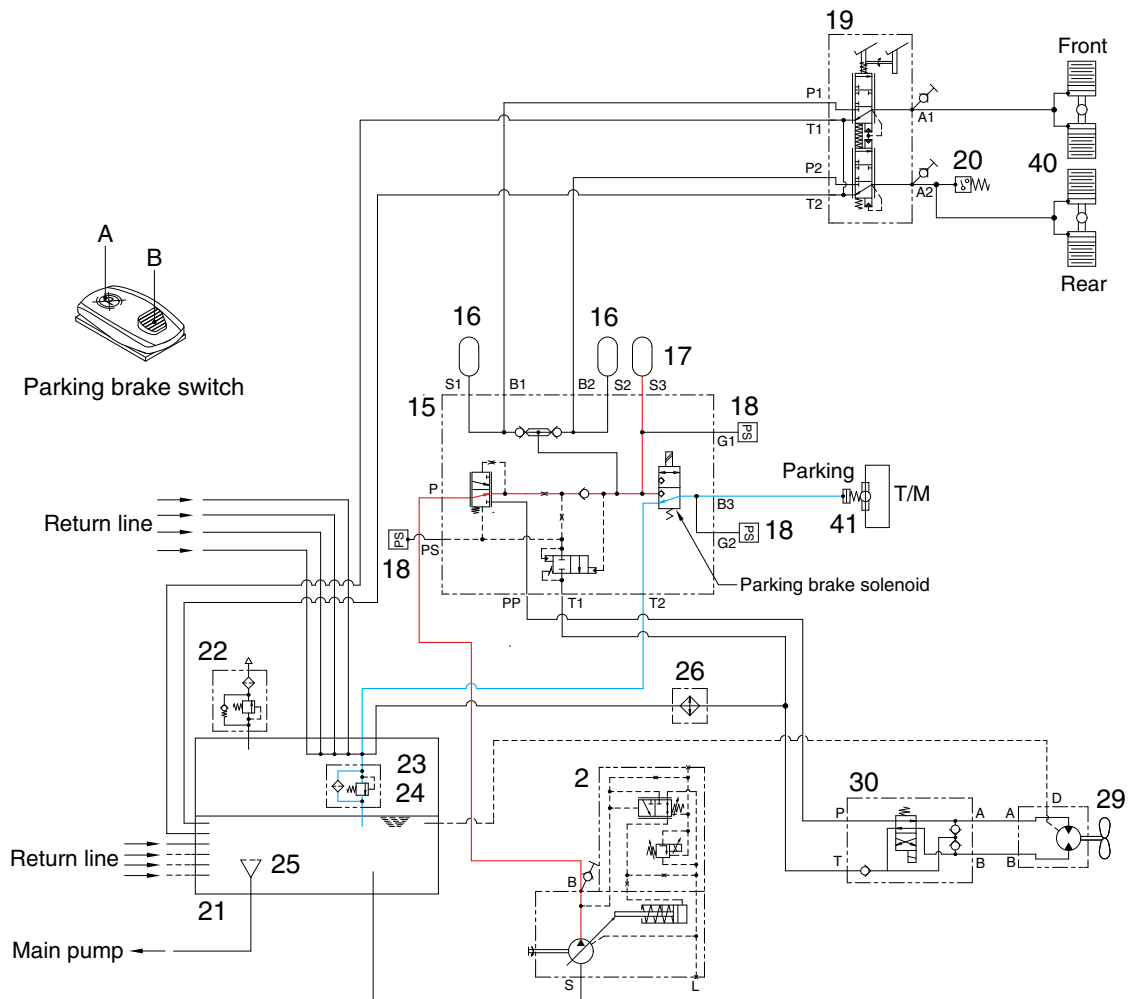 19
Front
P1
A1
T1
P2
20
40
A2
T2
A
B
Rear
Parking brake switch
16
16
17
S1
B1
B2
S2
S3
15
18
PS
G1
Parking
P
T/M
B3
Return line
41
PS
PS
18
PS
G2
18
Parking brake solenoid
PP
T1
T2
22
26
23
24
2
30
D
29
P
A
A
Return line
25
B
T
B
B
21
Main pump
S
L